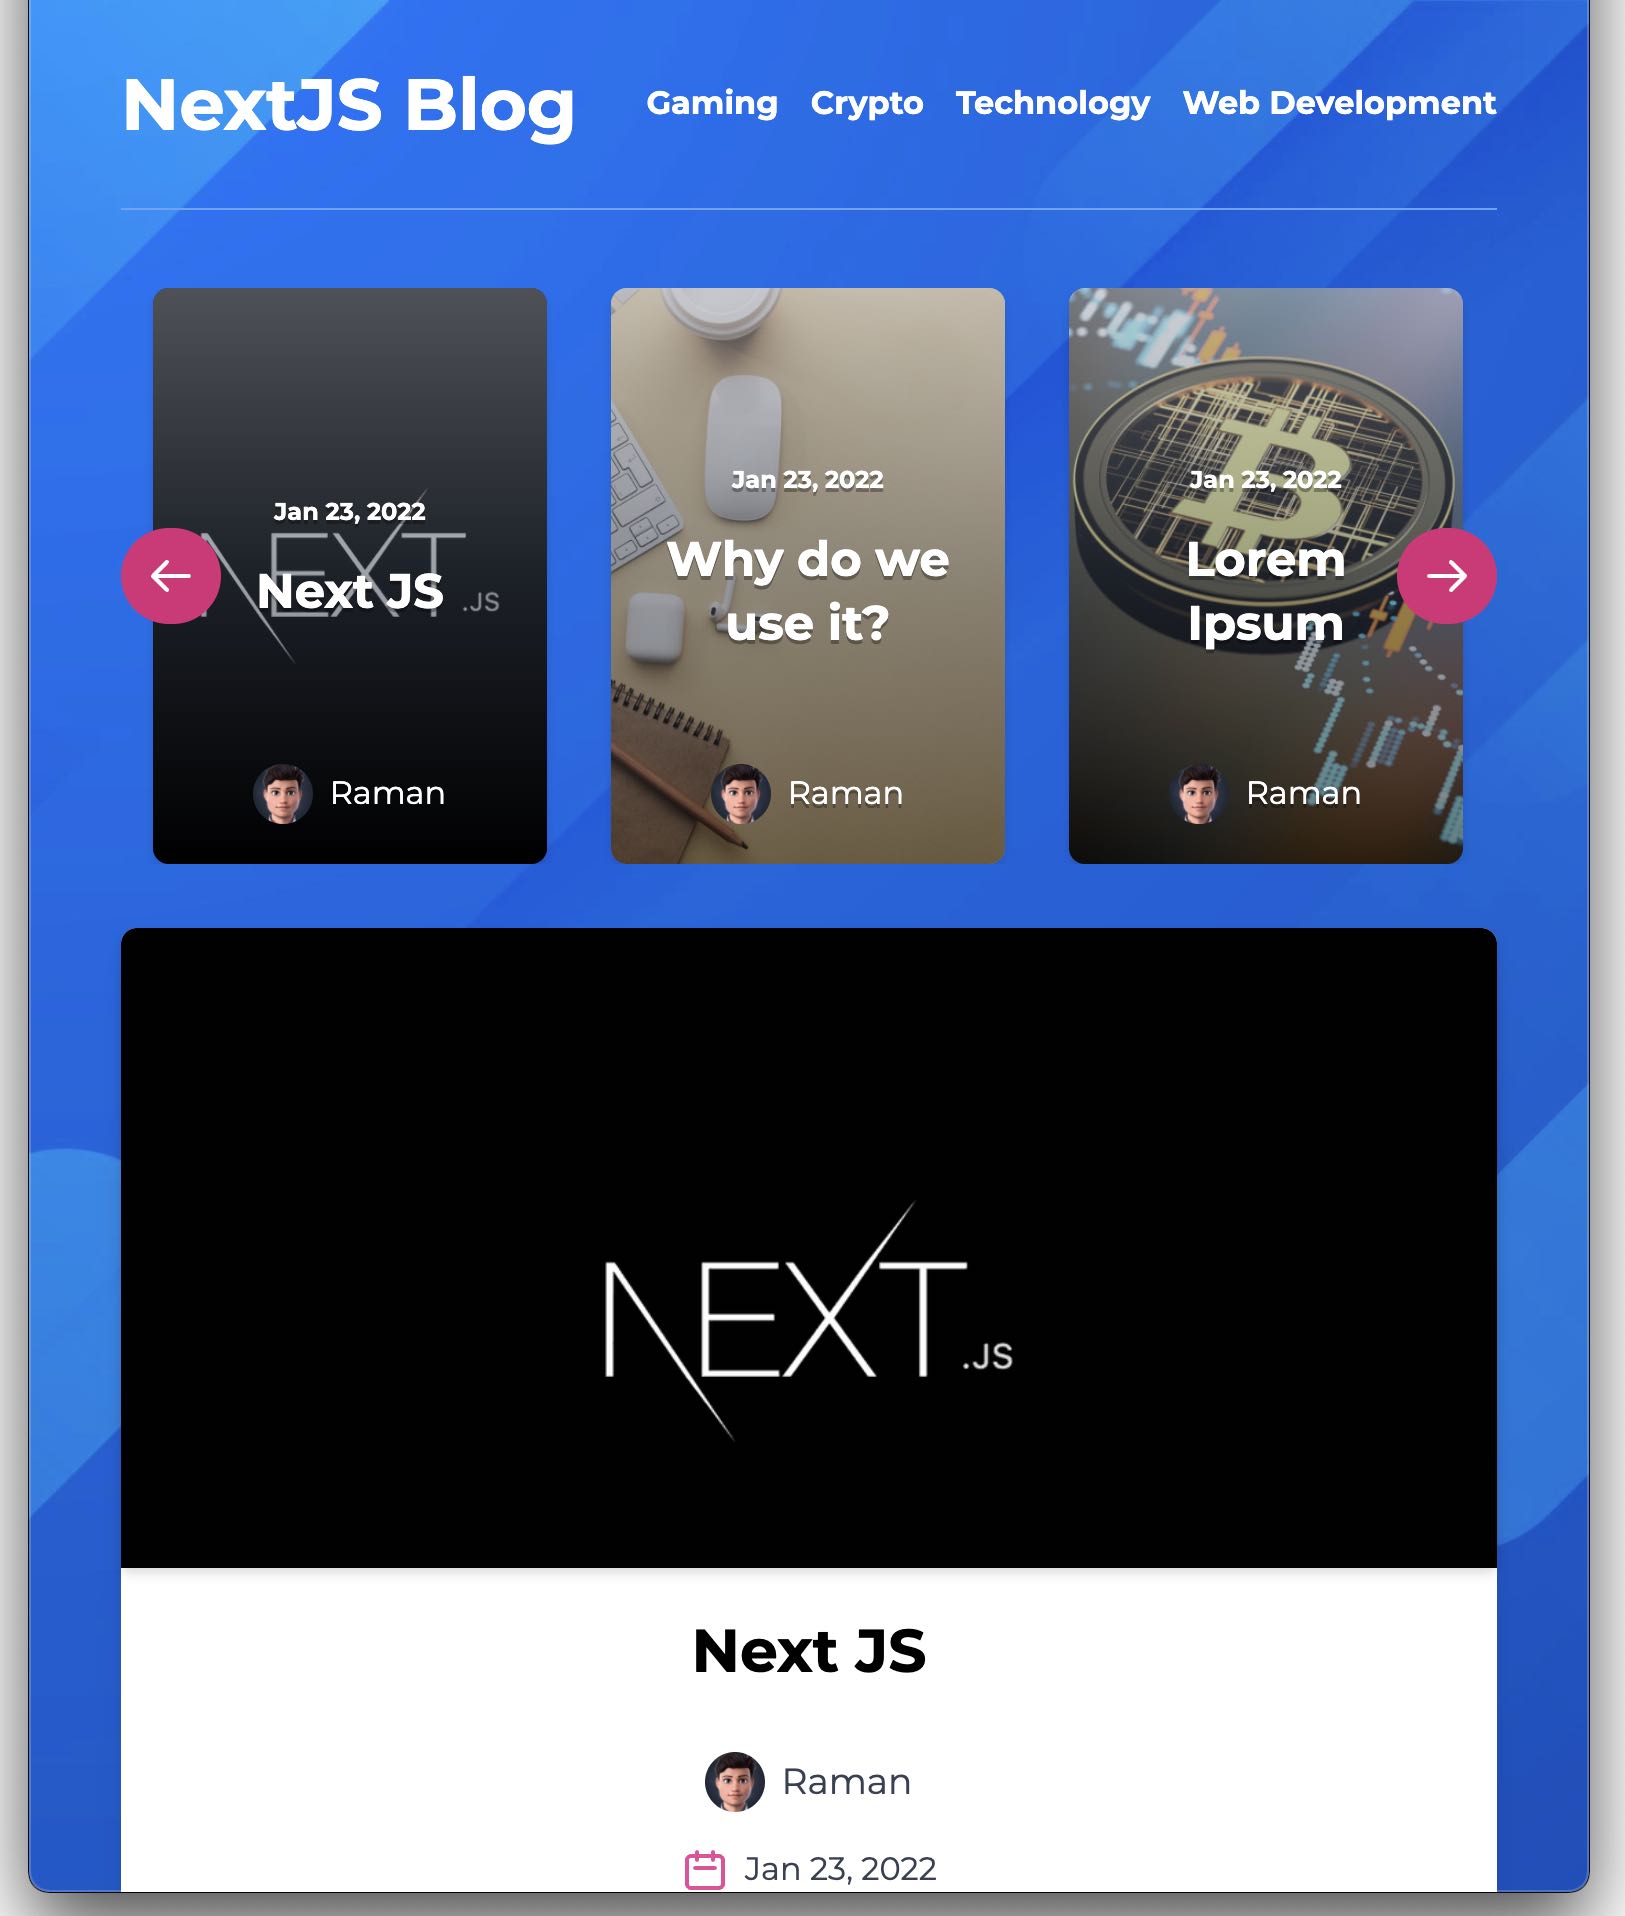 NextJS Blog
Gaming Crypto Technology Web Development
Jan 23, 2022
NEXT.JS
Next JS
Raman
Jan 23, 2022
Why do we
use it?
Raman
Jan 23, 2022
Lorem
Ipsum
Raman
NEXT.JS
Next JS
Raman
Jan 23, 2022